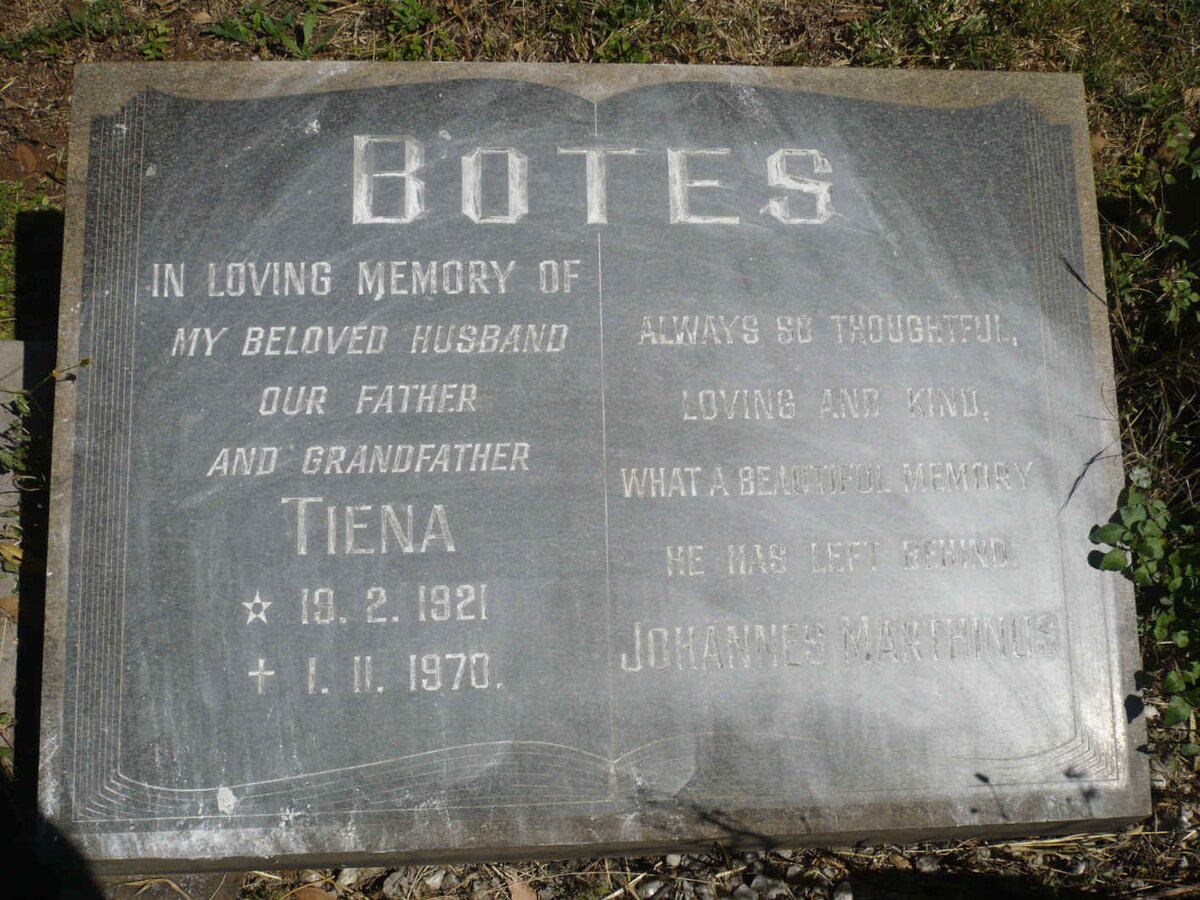 BOTES
IN LOVING MEMORY OF
MY BELOVED HUSBAND
OUR FATHER
AND GRANDFATHER
TIENA
☆ 19. 2. 1921
+ 1. 11. 1970.
ALWAYS SO THOUGHTFUL,
LOVING AND KIND,
WHAT A BEAUTIFUL MEMORY
HE HAS LEFT BEHIND.
JOHANNES MARTHINUS